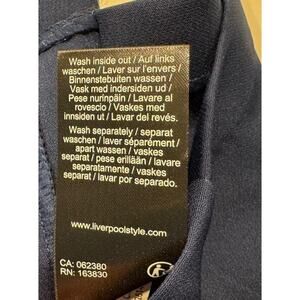 Wash inside out / Auf links
waschen / Laver sur l'envers /
Binnenstebuiten wassen /
Vask med indersiden ud /
Pese nurinpäin / Lavare al
rovescio / Vaskes med
innsiden ut / Lavar del revés.
Wash separately / separat
waschen / laver séparément /
apart wassen / vaskes
separat / pese erillään / lavare
separatamente / vaskes
separat / lavar por separado.
www.liverpoolstyle.com
CA: 062380
RN: 163830